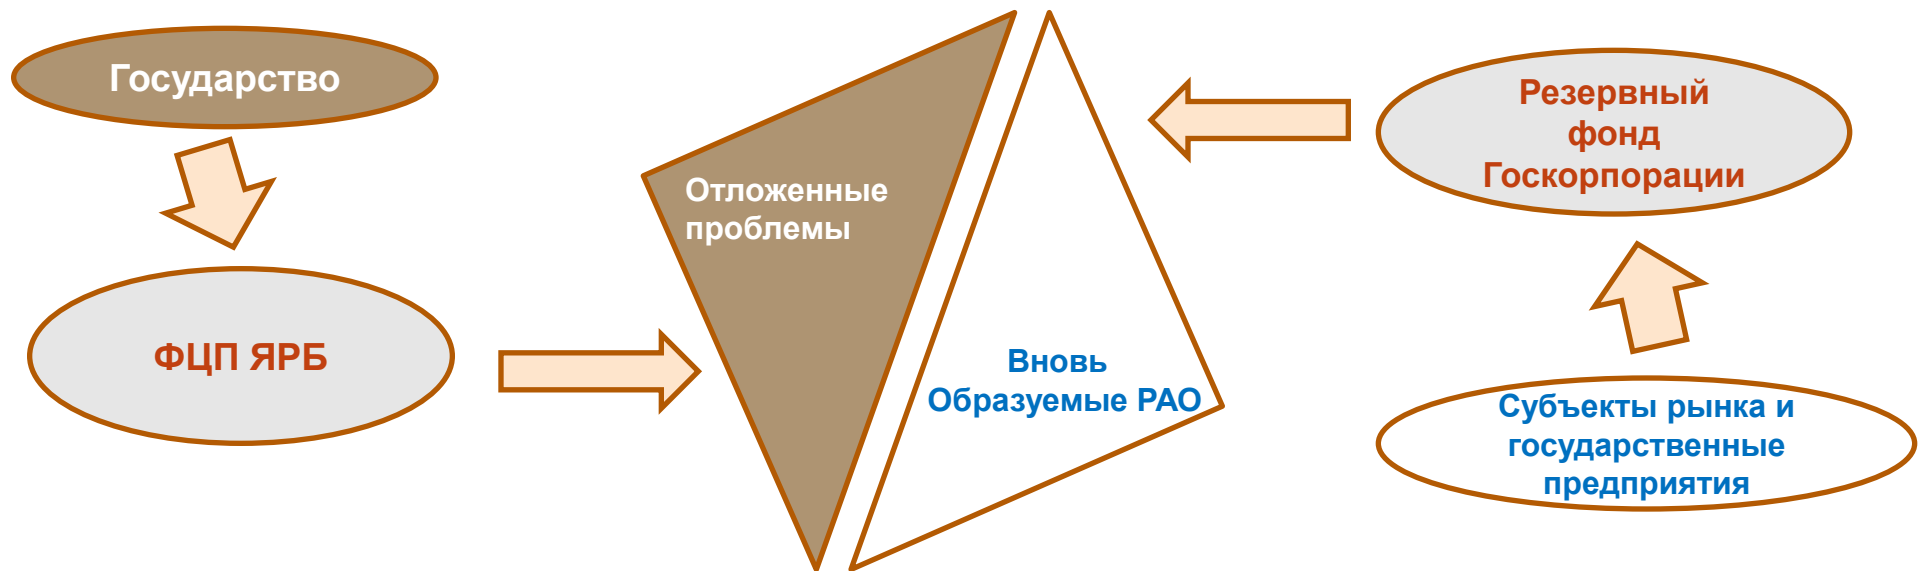 Государство
ФЦП ЯРБ
Отложенные
проблемы
Вновь
Образуемые РАО
Резервный
фонд
Госкорпорации
Субъекты рынка и
государственные
предприятия